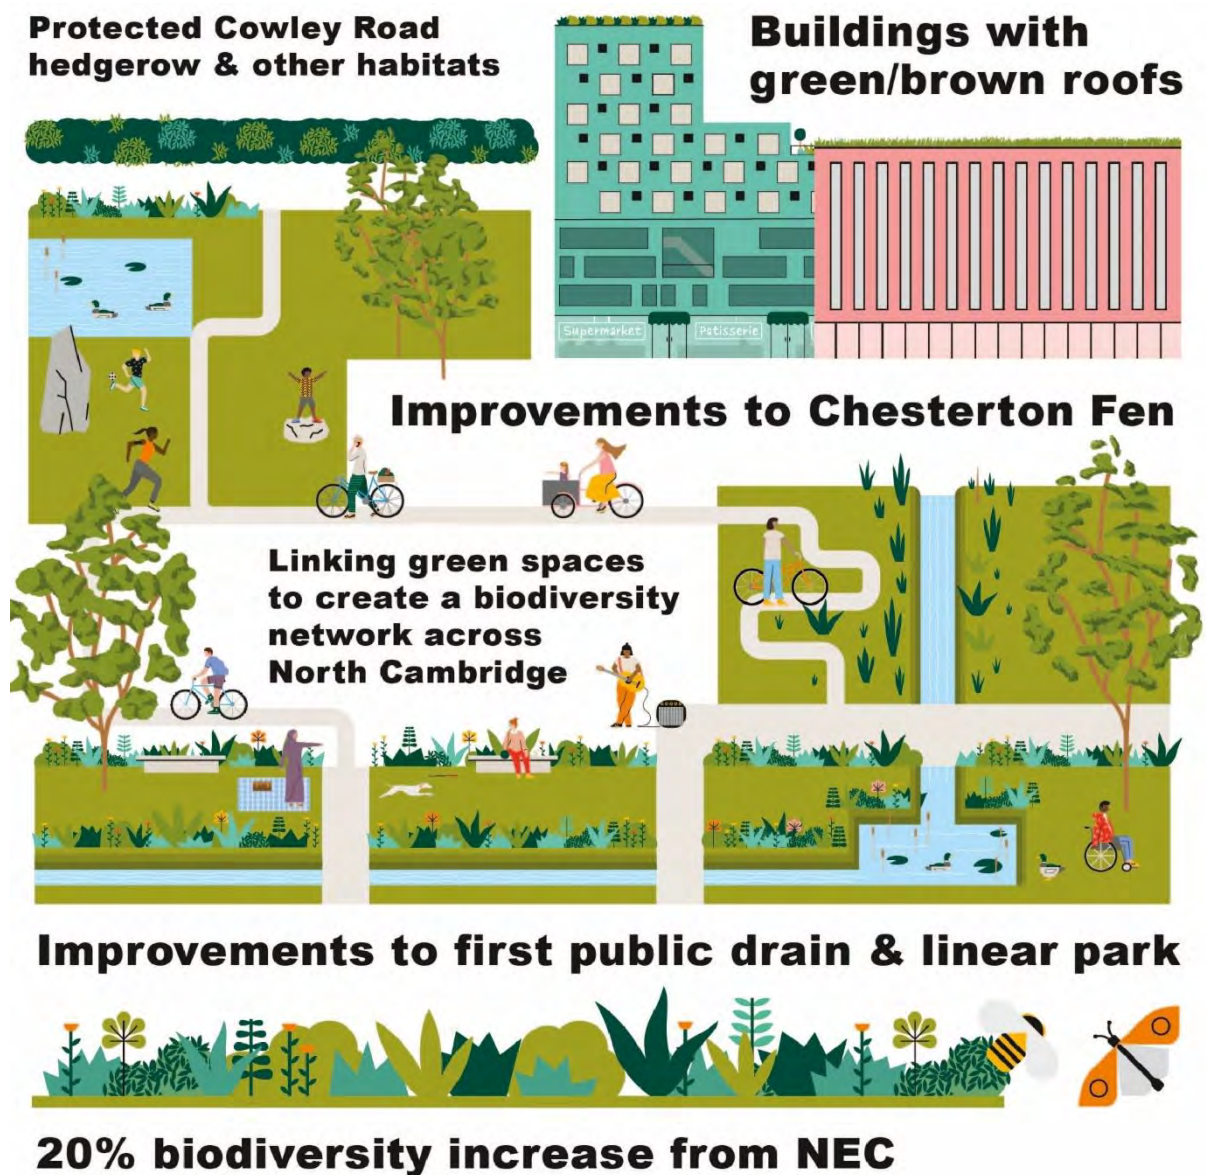 Protected Cowley Road
hedgerow & other habitats
Buildings with
green/brown roofs
Supermarket
Patisserie
Improvements to Chesterton Fen
Linking green spaces
to create a biodiversity
network across
North Cambridge
Improvements to first public drain & linear park
20% biodiversity increase from NEC